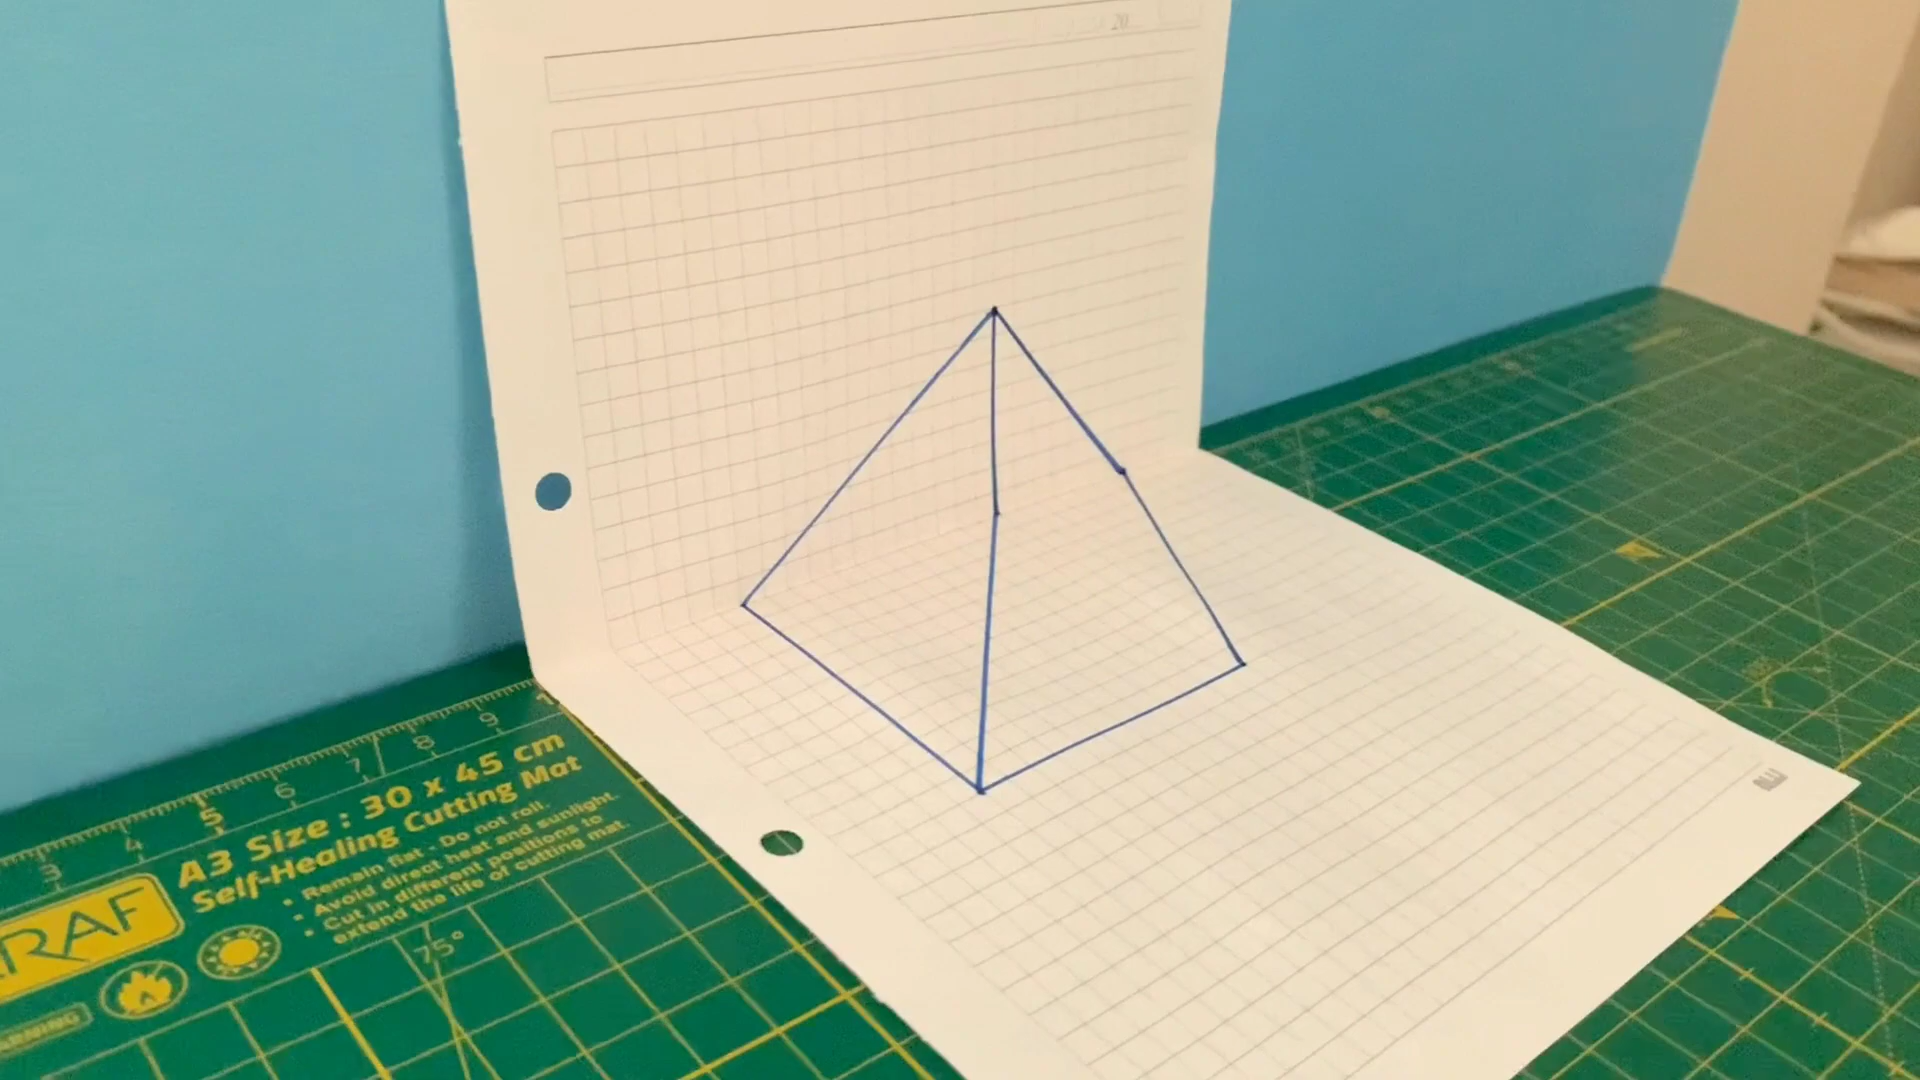 20
3 4 5 6 7 8 9
A3 Size : 30 x 45 cm
Self-Healing Cutting Mat
• Remain flat - Do not roll.
• Avoid direct heat and sunlight.
• Cut in different positions to
extend the life of cutting mat.
RAF
75°